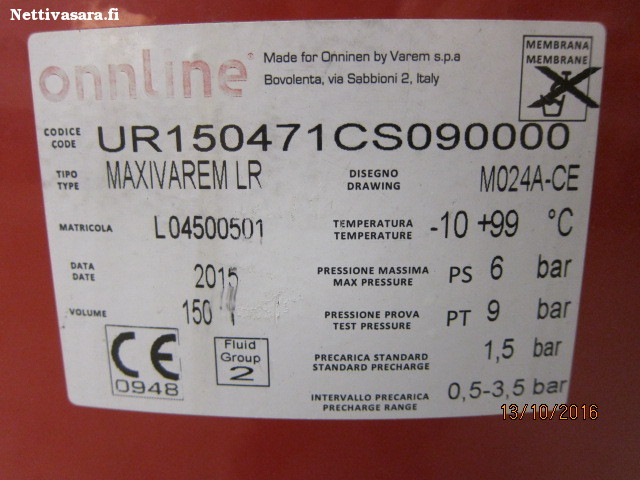 Nettivasara.fi
onnline®
Made for Onninen by Varem s.p.a
Bovolenta, via Sabbioni 2, Italy
MEMBRANA
MEMBRANE
CODICE
CODE
UR150471CS090000
TIPO
TYPE
MAXIVAREM LR
DISEGNO
DRAWING
M024A-CE
MATRICOLA
L04500501
TEMPERATURA
TEMPERATURE
-10 +99 °C
DATA
DATE
2015
PRESSIONE MASSIMA
MAX PRESSURE
PS 6 bar
VOLUME
150
PRESSIONE PROVA
TEST PRESSURE
PT 9 bar
CE
0948
Fluid
Group
2
PRECARICA STANDARD
STANDARD PRECHARGE
1,5 bar
INTERVALLO PRECARICA
PRECHARGE RANGE
0,5-3,5 bar
13/10/2016